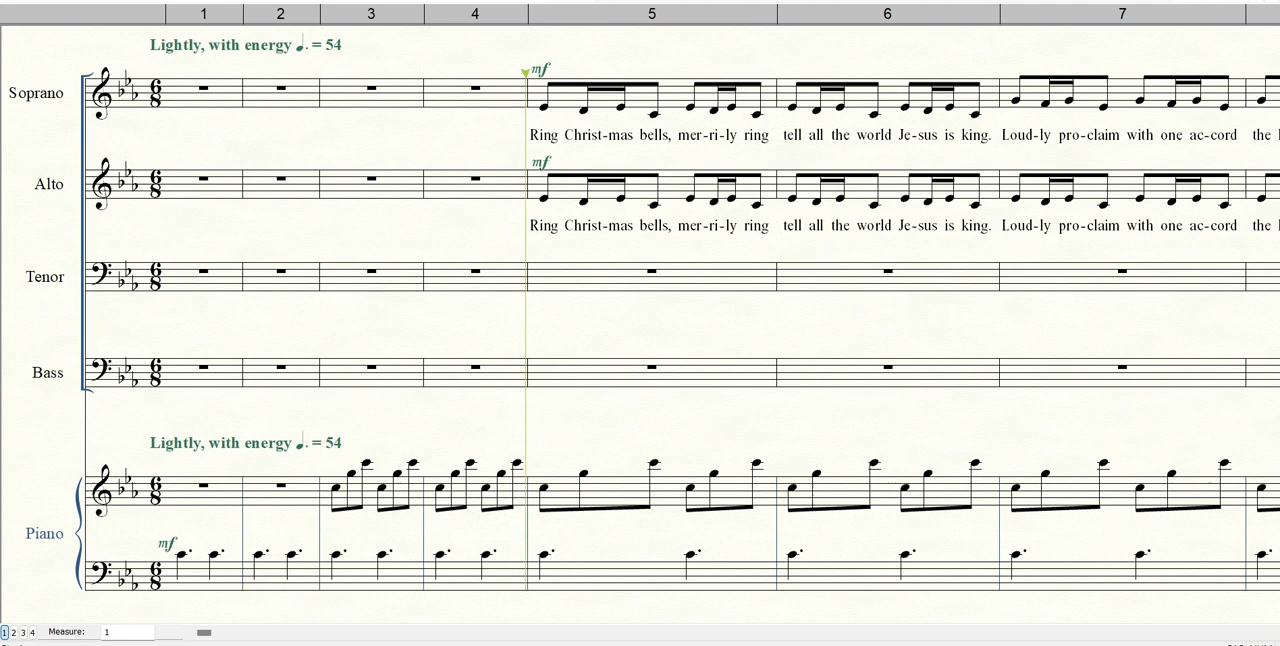 1 2 3 4 5 6 7
Lightly, with energy ♩. = 54
Soprano
mf
Ring Christ-mas bells, mer-ri-ly ring tell all the world Je-sus is king. Loud-ly pro-claim with one ac-cord the
Alto
mf
Ring Christ-mas bells, mer-ri-ly ring tell all the world Je-sus is king. Loud-ly pro-claim with one ac-cord the
Tenor
Bass
Lightly, with energy ♩. = 54
Piano
mf
1 2 3 4 Measure: 1